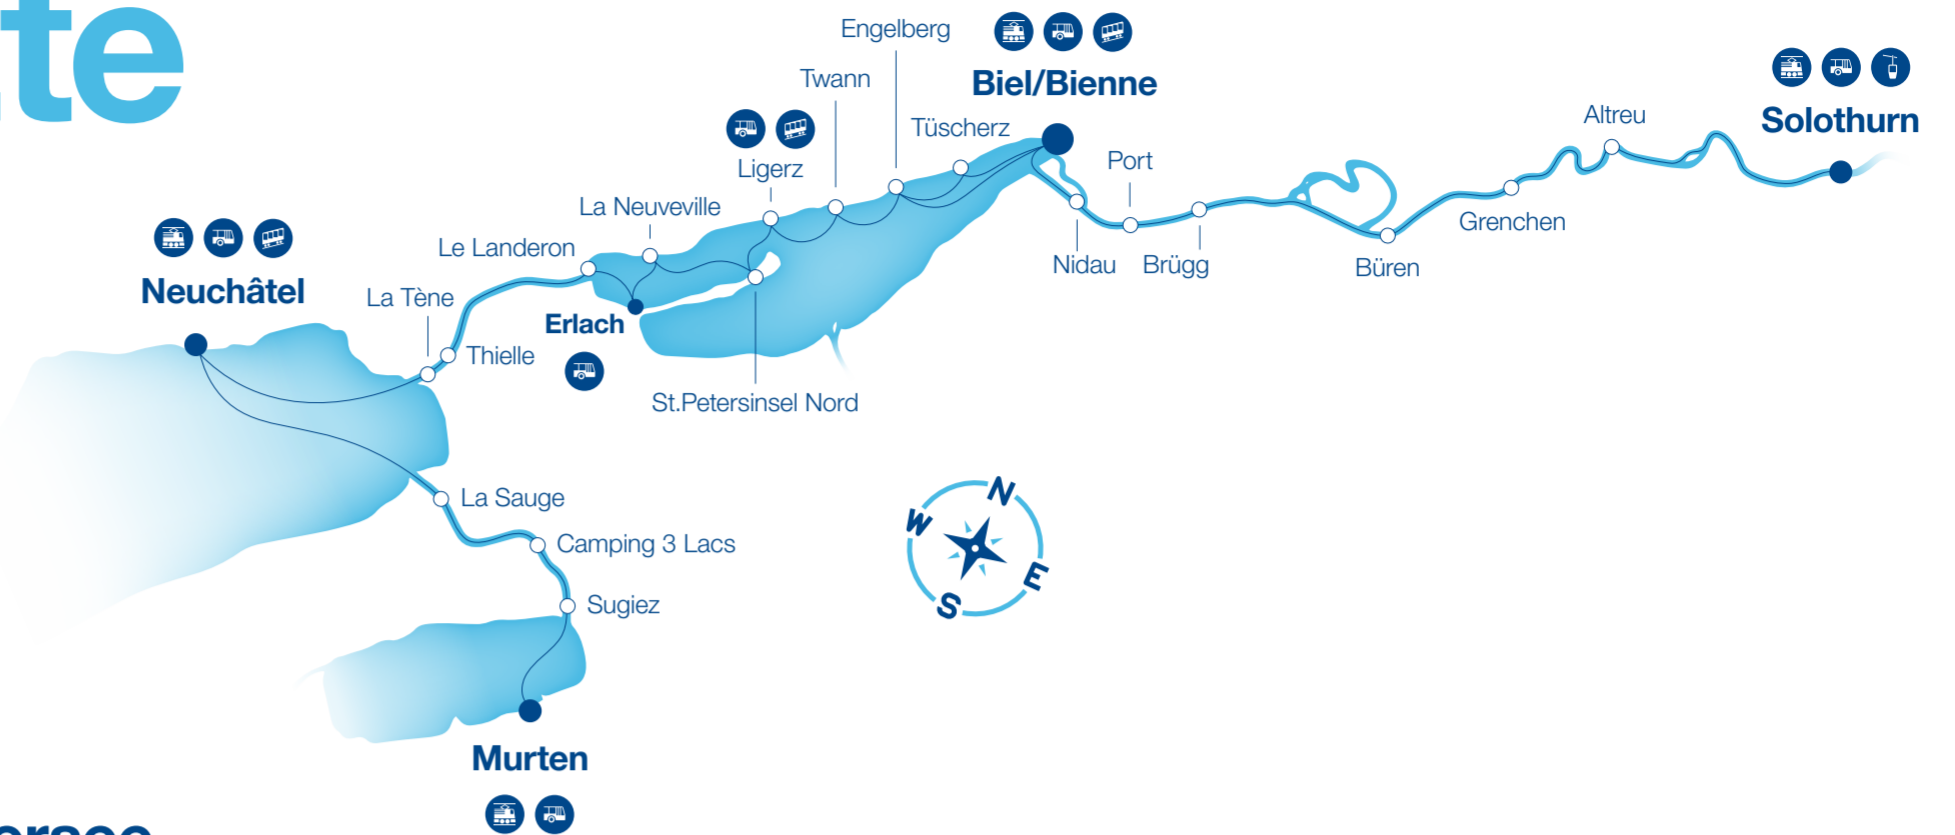 Engelberg
Biel/Bienne
Twann
Tüscherz
Solothurn
Altreu
Port
Ligerz
La Neuveville
Grenchen
Le Landeron
Nidau
Brügg
Büren
Neuchâtel
La Tène
Erlach
Thielle
St.Petersinsel Nord
La Sauge
N
W
E
S
Camping 3 Lacs
Sugiez
Murten